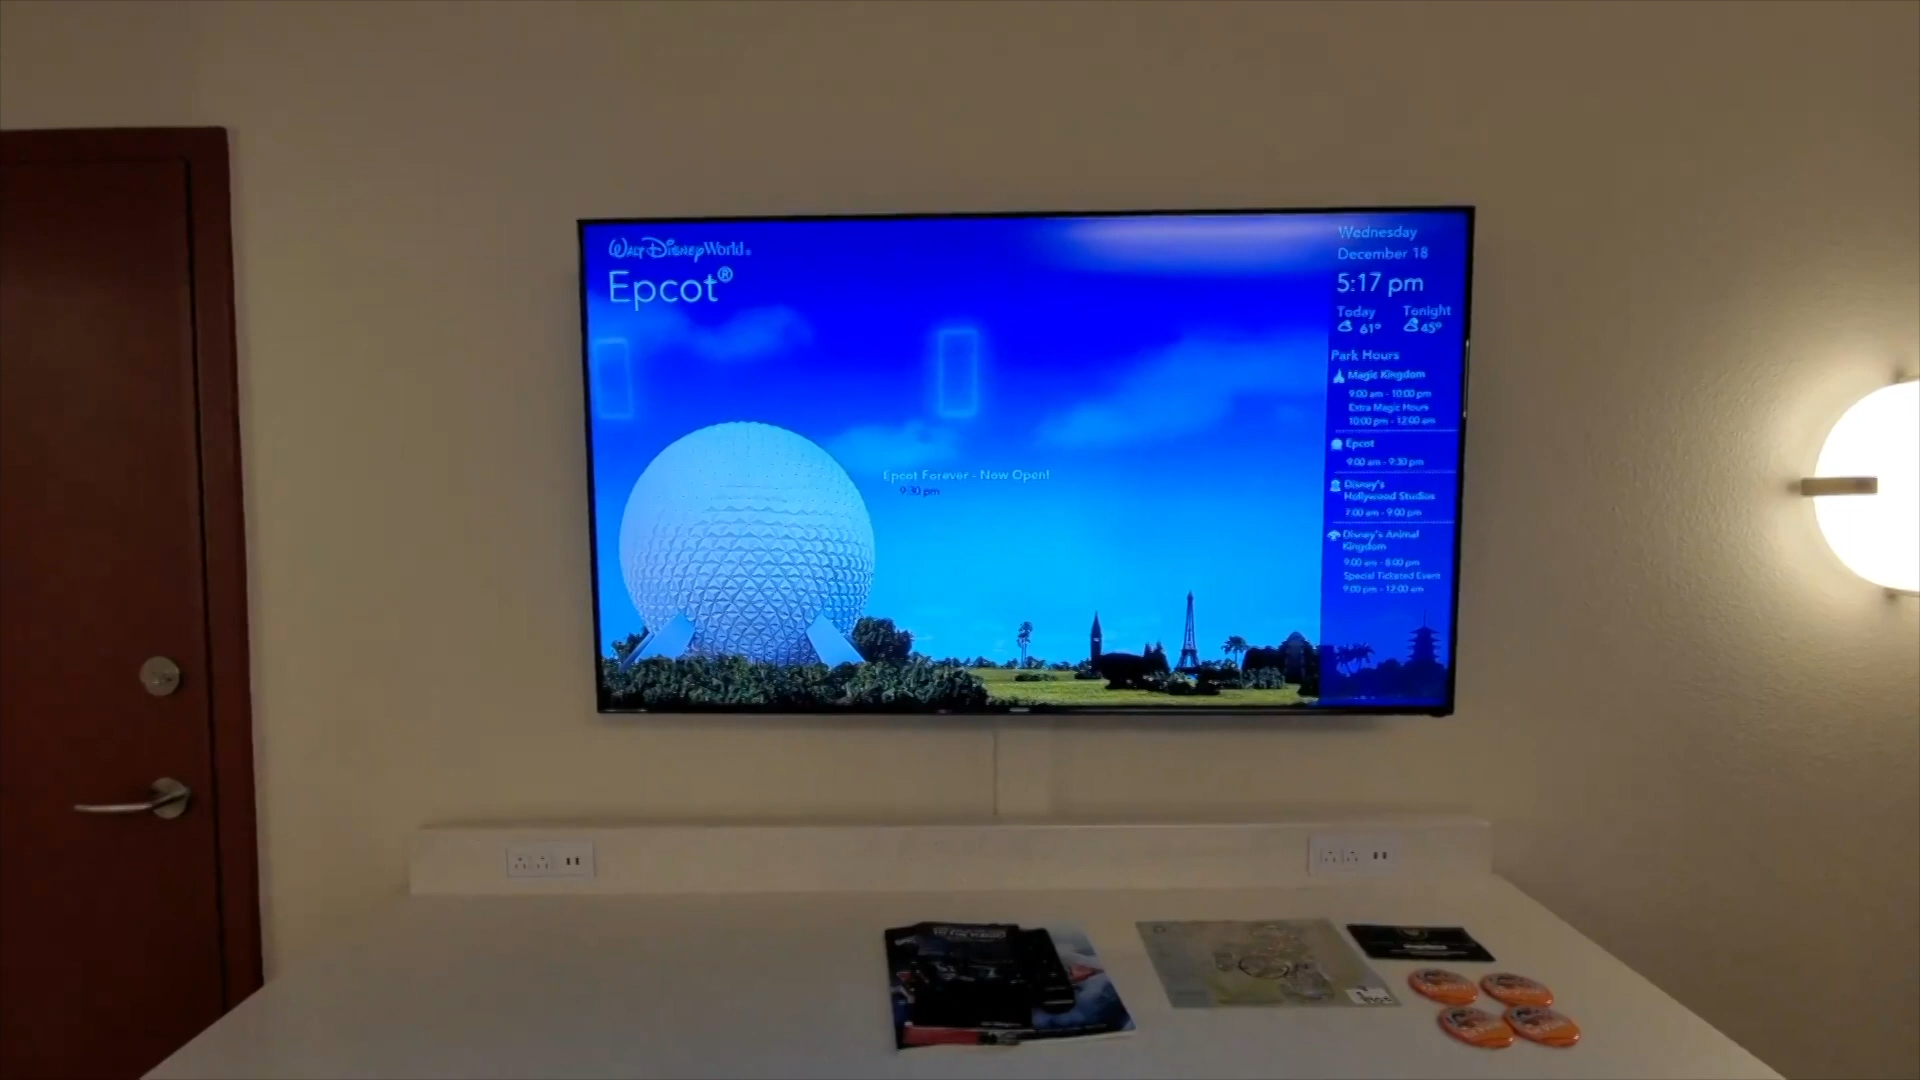 Walt Disney World®
Epcot®
Epcot Forever - Now Open!
9:30 pm
Wednesday
December 18
5:17 pm
Today Tonight
61° 45°
Park Hours
Magic Kingdom
9:00 am - 10:00 pm
Extra Magic Hours
10:00 pm - 12:00 am
Epcot
9:00 am - 9:30 pm
Disney's
Hollywood Studios
7:00 am - 9:00 pm
Disney's Animal
Kingdom
9:00 am - 8:00 pm
Special Ticketed Event
9:00 pm - 12:00 am